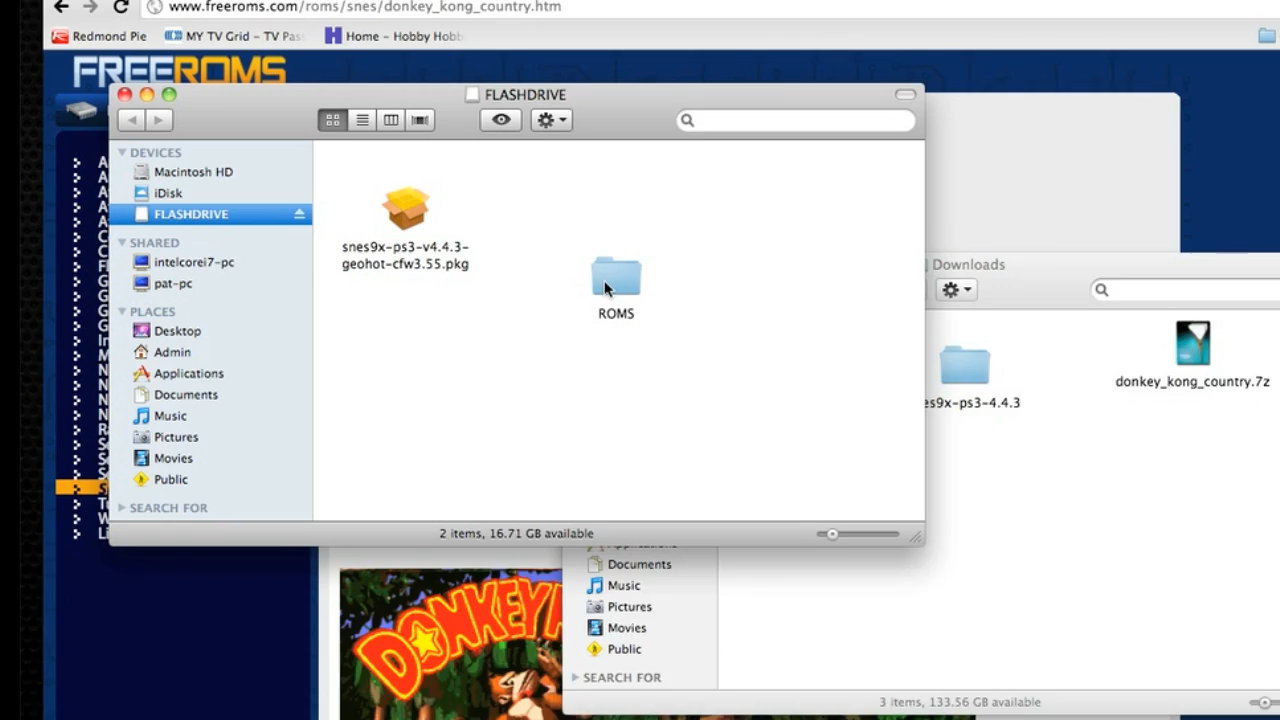 www.freeroms.com/roms/snes/donkey_kong_country.htm
Redmond Pie
MY TV Grid – TV Pas
Home – Hobby Hobb
FREEROMS
FLASHDRIVE
DEVICES
Macintosh HD
iDisk
FLASHDRIVE
SHARED
intelcorei7-pc
pat-pc
PLACES
Desktop
Admin
Applications
Documents
Music
Pictures
Movies
Public
SEARCH FOR
snes9x-ps3-v4.4.3-
geohot-cfw3.55.pkg
ROMS
2 items, 16.71 GB available
Downloads
es9x-ps3-4.4.3
donkey_kong_country.7z
Documents
Music
Pictures
Movies
Public
SEARCH FOR
3 items, 133.56 GB available
DONKEY